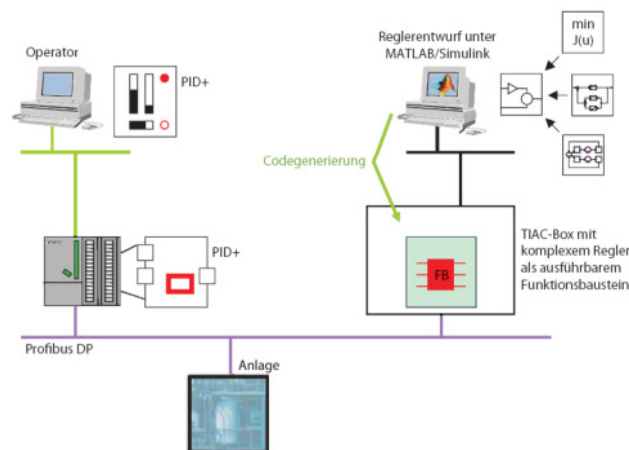 Operator
PID+
Reglerentwurf unter
MATLAB/Simulink
min
J(u)
Codegenerierung
PID+
FB
TIAC-Box mit
komplexem Regler
als ausführbarem
Funktionsbaustein
Profibus DP
Anlage